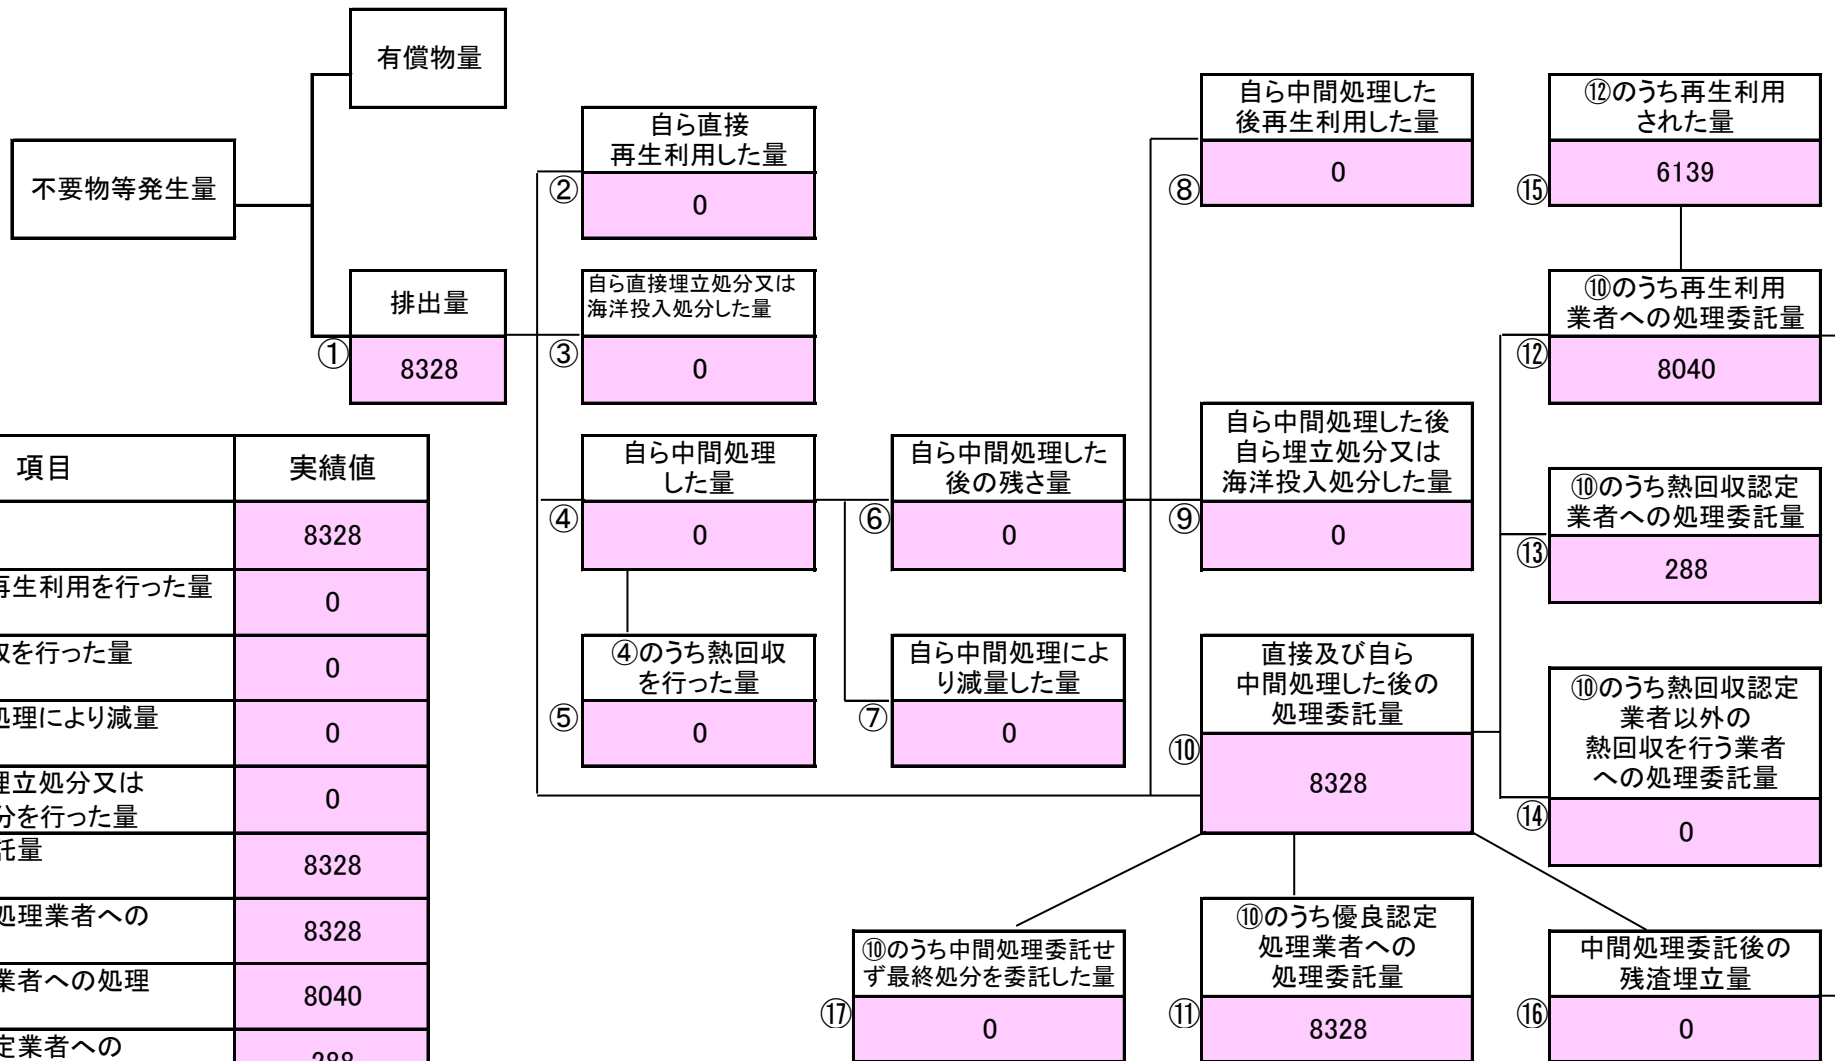 有償物量
不要物等発生量
排出量
①
8328
自ら直接
再生利用した量
②
0
自ら直接埋立処分又は
海洋投入処分した量
③
0
自ら中間処理
した量
④
0
④のうち熱回収
を行った量
⑤
0
自ら中間処理した
後の残さ量
⑥
0
自ら中間処理によ
り減量した量
⑦
0
自ら中間処理した
後再生利用した量
⑧
0
自ら中間処理した後
自ら埋立処分又は
海洋投入処分した量
⑨
0
直接及び自ら
中間処理した後の
処理委託量
⑩
8328
⑫のうち再生利用
された量
⑮
6139
⑩のうち再生利用
業者への処理委託量
⑫
8040
⑩のうち熱回収認定
業者への処理委託量
⑬
288
⑩のうち熱回収認定
業者以外の
熱回収を行う業者
への処理委託量
⑭
0
⑩のうち中間処理委託せ
ず最終処分を委託した量
⑰
0
⑩のうち優良認定
処理業者への
処理委託量
⑪
8328
中間処理委託後の
残渣埋立量
⑯
0
項目 実績値
8328
再生利用を行った量 0
収を行った量 0
処理により減量 0
埋立処分又は
分を行った量 0
託量 8328
処理業者への 8328
業者への処理 8040
定業者への 288